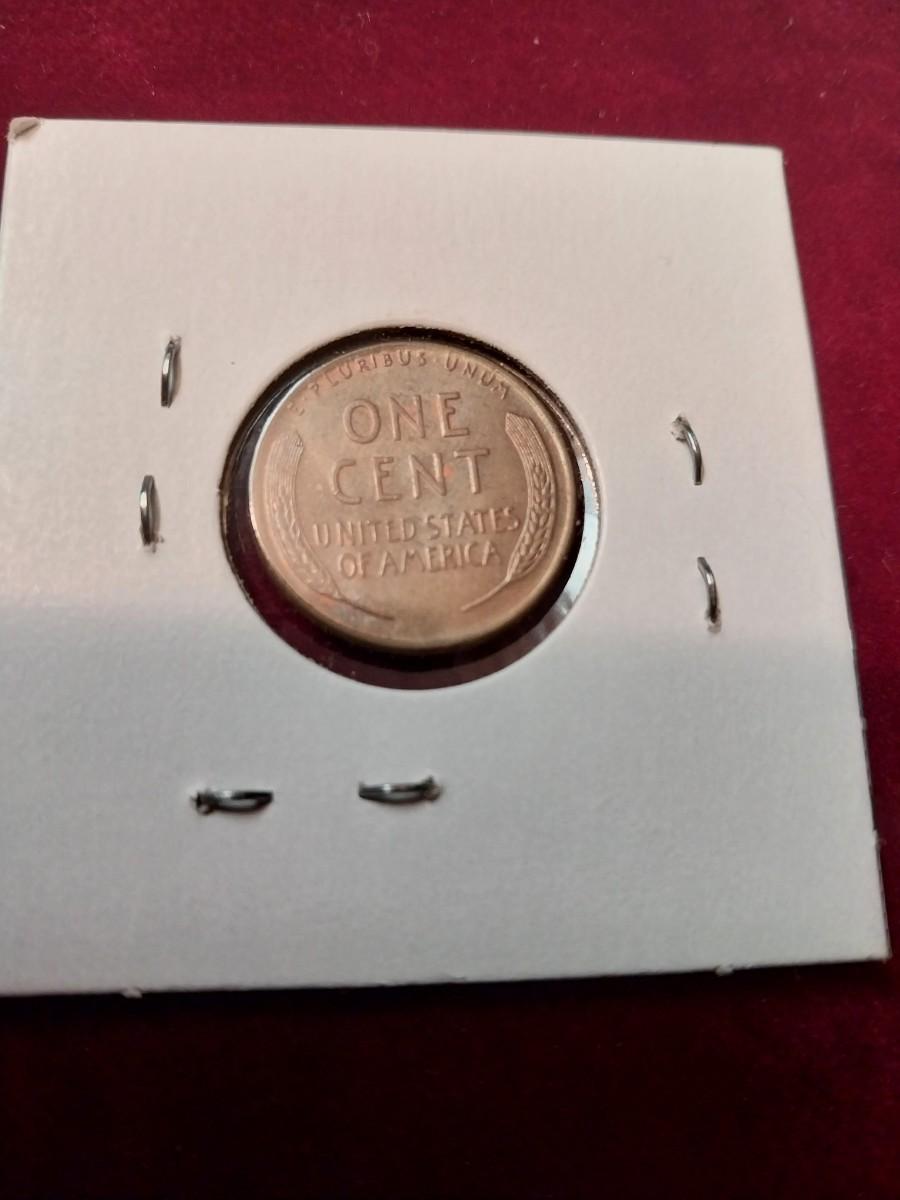 E·PLURIBUS·UNUM
ONE
CENT
UNITED STATES
OF AMERICA